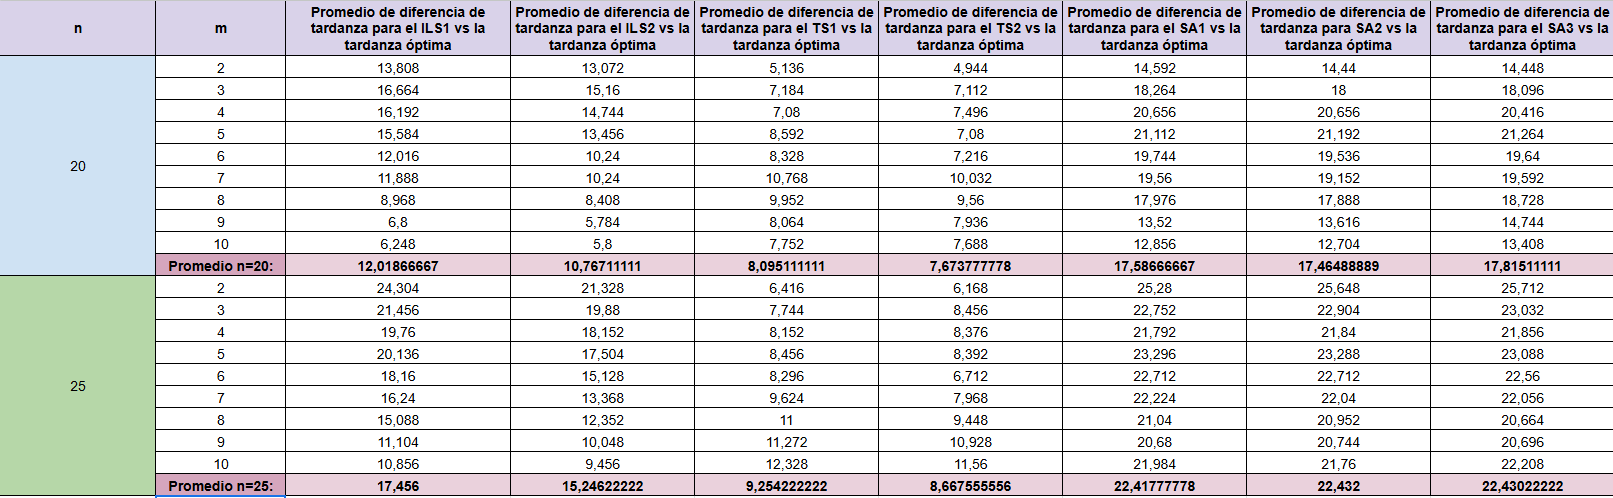 n m Promedio de diferencia de tardanza para el ILS1 vs la tardanza óptima Promedio de diferencia de tardanza para el ILS2 vs la tardanza óptima Promedio de diferencia de tardanza para el TS1 vs la tardanza óptima Promedio de diferencia de tardanza para el TS2 vs la tardanza óptima Promedio de diferencia de tardanza para el SA1 vs la tardanza óptima Promedio de diferencia de tardanza para SA2 vs la tardanza óptima Promedio de diferencia de tardanza para el SA3 vs la tardanza óptima
20
2 13,808 13,072 5,136 4,944 14,592 14,44 14,448
3 16,664 15,16 7,184 7,112 18,264 18 18,096
4 16,192 14,744 7,08 7,496 20,656 20,656 20,416
5 15,584 13,456 8,592 7,08 21,112 21,192 21,264
6 12,016 10,24 8,328 7,216 19,744 19,536 19,64
7 11,888 10,24 10,768 10,032 19,56 19,152 19,592
8 8,968 8,408 9,952 9,56 17,976 17,888 18,728
9 6,8 5,784 8,064 7,936 13,52 13,616 14,744
10 6,248 5,8 7,752 7,688 12,856 12,704 13,408
Promedio n=20: 12,01866667 10,76711111 8,095111111 7,673777778 17,58666667 17,46488889 17,81511111
25
2 24,304 21,328 6,416 6,168 25,28 25,648 25,712
3 21,456 19,88 7,744 8,456 22,752 22,904 23,032
4 19,76 18,152 8,152 8,376 21,792 21,84 21,856
5 20,136 17,504 8,456 8,392 23,296 23,288 23,088
6 18,16 15,128 8,296 6,712 22,712 22,712 22,56
7 16,24 13,368 9,624 7,968 22,224 22,04 22,056
8 15,088 12,352 11 9,448 21,04 20,952 20,664
9 11,104 10,048 11,272 10,928 20,68 20,744 20,696
10 10,856 9,456 12,328 11,56 21,984 21,76 22,208
Promedio n=25: 17,456 15,24622222 9,254222222 8,667555556 22,41777778 22,432 22,43022222